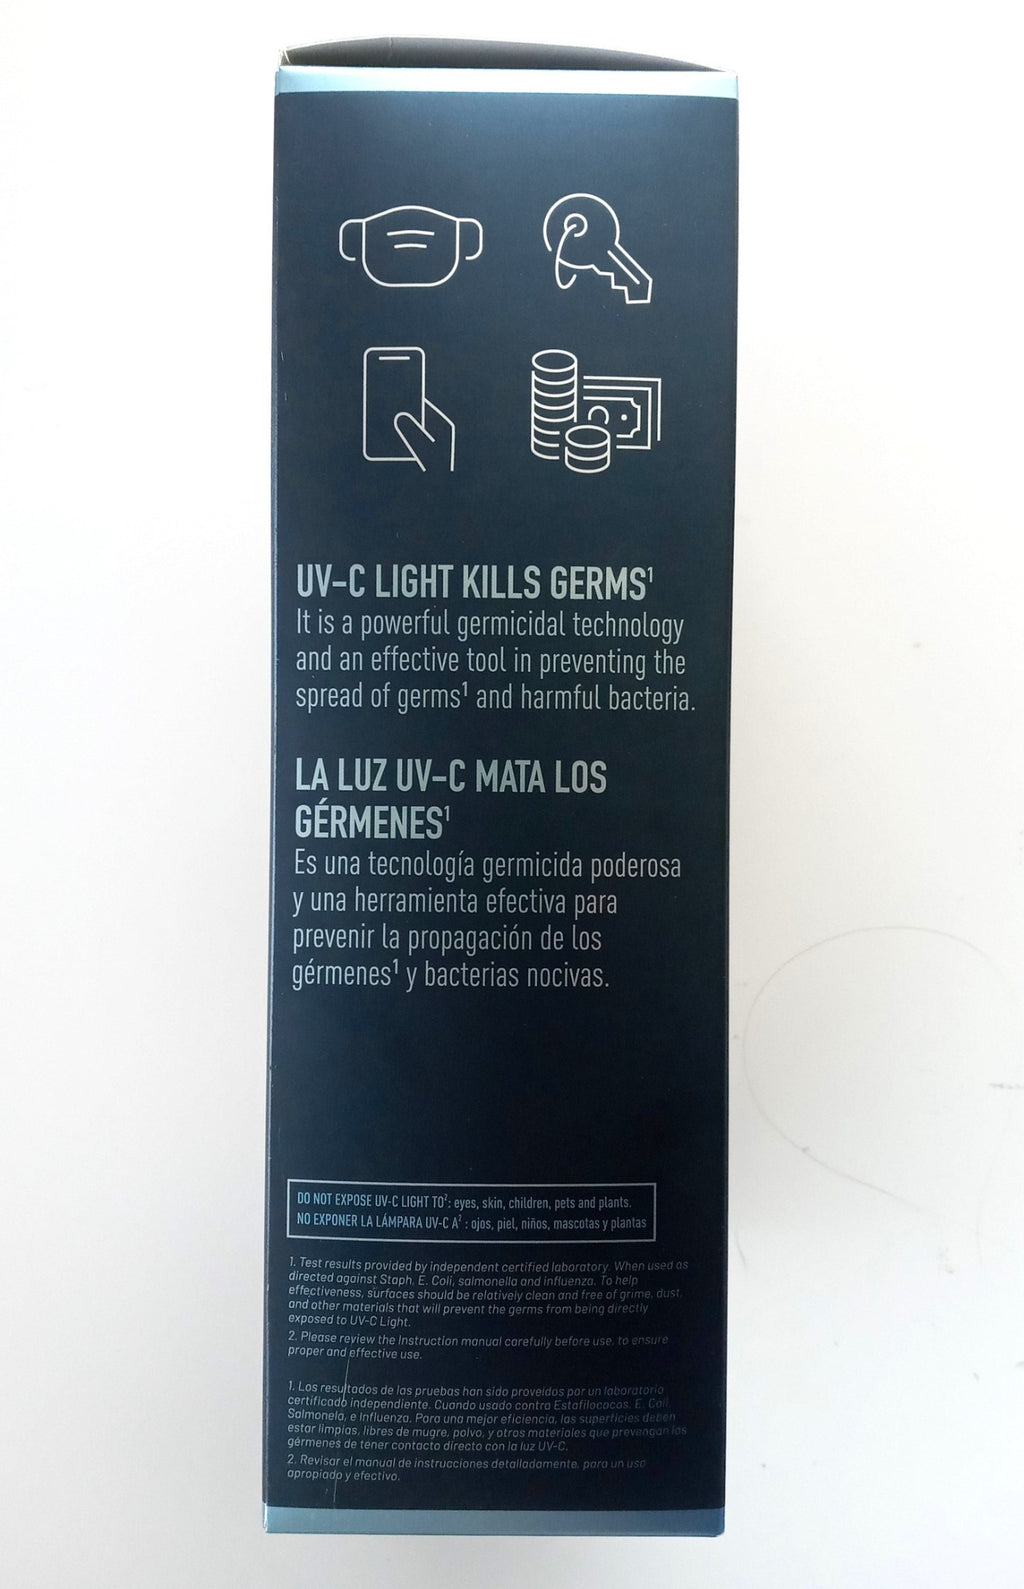 UV-C LIGHT KILLS GERMS¹
It is a powerful germicidal technology
and an effective tool in preventing the
spread of germs¹ and harmful bacteria.
LA LUZ UV-C MATA LOS
GÉRMENES¹
Es una tecnología germicida poderosa
y una herramienta efectiva para
prevenir la propagación de los
gérmenes¹ y bacterias nocivas.
DO NOT EXPOSE UV-C LIGHT TO²: eyes, skin, children, pets and plants.
NO EXPONER LA LÁMPARA UV-C A² : ojos, piel, niños, mascotas y plantas
1. Test results provided by independent certified laboratory. When used as
directed against Staph, E. Coli, salmonella and influenza. To help
effectiveness, surfaces should be relatively clean and free of grime, dust,
and other materials that will prevent the germs from being directly
exposed to UV-C Light.
2. Please review the Instruction manual carefully before use, to ensure
proper and effective use.
1. Los resultados de las pruebas han sido proveidos por un laboratorio
certificado independiente. Cuando usado contra Estafilococos, E. Coli,
Salmonela, e Influenza. Para una mejor eficiencia, las superficies deben
estar limpias, libres de mugre, polvo, y otros materiales que prevengan los
gérmenes de tener contacto directo con la luz UV-C.
2. Revisar el manual de instrucciones detalladamente, para un uso
apropiado y efectivo.